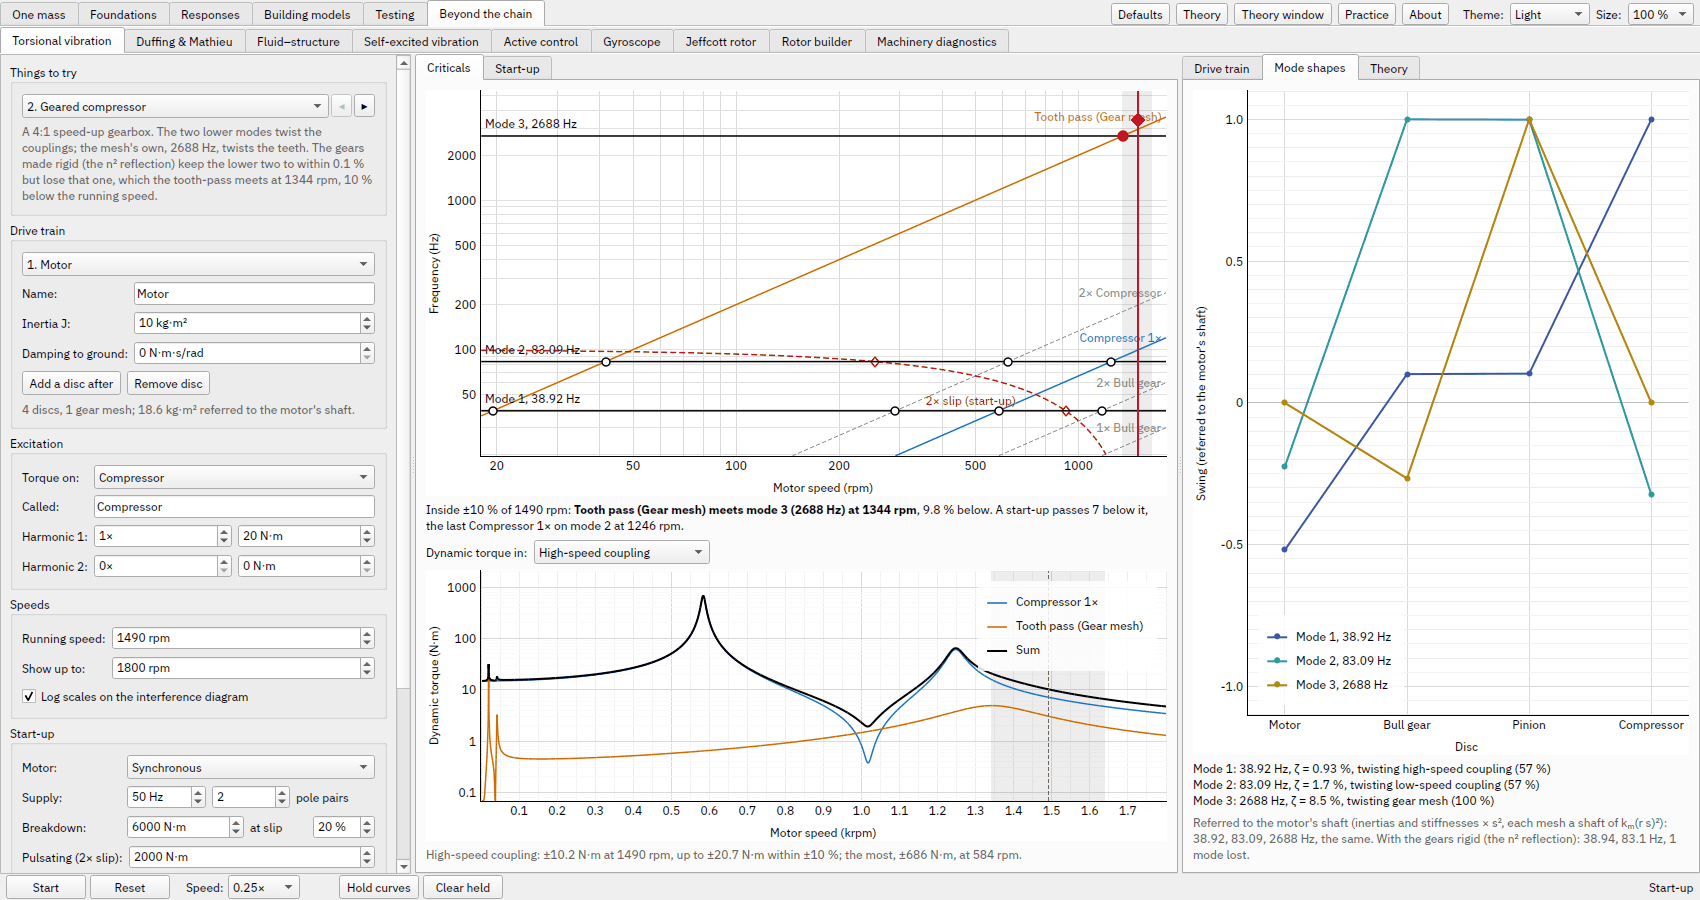 One mass
Foundations
Responses
Building models
Testing
Beyond the chain
Defaults
Theory
Theory window
Practice
About
Theme:
Light
Size:
100 %
Torsional vibration
Duffing & Mathieu
Fluid–structure
Self-excited vibration
Active control
Gyroscope
Jeffcott rotor
Rotor builder
Machinery diagnostics
Things to try
2. Geared compressor
A 4:1 speed-up gearbox. The two lower modes twist the
couplings; the mesh's own, 2688 Hz, twists the teeth. The gears
made rigid (the n² reflection) keep the lower two to within 0.1 %
but lose that one, which the tooth-pass meets at 1344 rpm, 10 %
below the running speed.
Drive train
1. Motor
Name:
Motor
Inertia J:
10 kg·m²
Damping to ground:
0 N·m·s/rad
Add a disc after
Remove disc
4 discs, 1 gear mesh; 18.6 kg·m² referred to the motor's shaft.
Excitation
Torque on:
Compressor
Called:
Compressor
Harmonic 1:
1×
20 N·m
Harmonic 2:
0×
0 N·m
Speeds
Running speed:
1490 rpm
Show up to:
1800 rpm
Log scales on the interference diagram
Start-up
Motor:
Synchronous
Supply:
50 Hz
2
pole pairs
Breakdown:
6000 N·m
at slip
20 %
Pulsating (2× slip):
2000 N·m
Start
Reset
Speed:
0.25×
Hold curves
Clear held
Start-up
Criticals
Start-up
Frequency (Hz)
2000
1000
500
200
100
50
Mode 3, 2688 Hz
Mode 2, 83.09 Hz
Mode 1, 38.92 Hz
Tooth pass (Gear mesh)
2× Compressor
Compressor 1×
2× Bull gear
2× slip (start-up)
1× Bull gear
20
50
100
200
500
1000
Motor speed (rpm)
Inside ±10 % of 1490 rpm: Tooth pass (Gear mesh) meets mode 3 (2688 Hz) at 1344 rpm, 9.8 % below. A start-up passes 7 below it,
the last Compressor 1× on mode 2 at 1246 rpm.
Dynamic torque in:
High-speed coupling
Dynamic torque (N·m)
1000
100
10
1
0.1
Compressor 1×
Tooth pass (Gear mesh)
Sum
0.1
0.2
0.3
0.4
0.5
0.6
0.7
0.8
0.9
1.0
1.1
1.2
1.3
1.4
1.5
1.6
1.7
Motor speed (krpm)
High-speed coupling: ±10.2 N·m at 1490 rpm, up to ±20.7 N·m within ±10 %; the most, ±686 N·m, at 584 rpm.
Drive train
Mode shapes
Theory
Swing (referred to the motor's shaft)
1.0
0.5
0
-0.5
-1.0
Mode 1, 38.92 Hz
Mode 2, 83.09 Hz
Mode 3, 2688 Hz
Motor
Bull gear
Pinion
Compressor
Disc
Mode 1: 38.92 Hz, ζ = 0.93 %, twisting high-speed coupling (57 %)
Mode 2: 83.09 Hz, ζ = 1.7 %, twisting low-speed coupling (57 %)
Mode 3: 2688 Hz, ζ = 8.5 %, twisting gear mesh (100 %)
Referred to the motor's shaft (inertias and stiffnesses × s², each mesh a shaft of kₘ(r s)²):
38.92, 83.09, 2688 Hz, the same. With the gears rigid (the n² reflection): 38.94, 83.1 Hz, 1
mode lost.